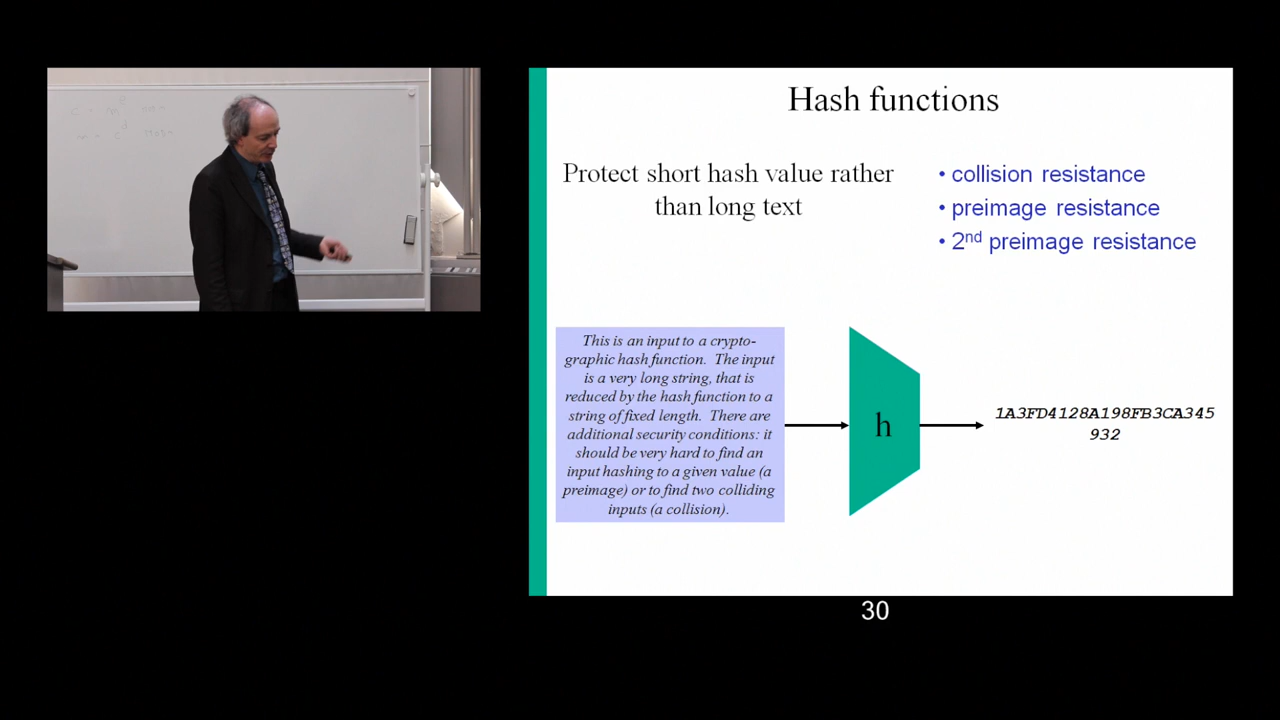 Hash functions
Protect short hash value rather
than long text
• collision resistance
• preimage resistance
• 2nd preimage resistance
This is an input to a crypto-
graphic hash function. The input
is a very long string, that is
reduced by the hash function to a
string of fixed length. There are
additional security conditions: it
should be very hard to find an
input hashing to a given value (a
preimage) or to find two colliding
inputs (a collision).
h
1A3FD4128A198FB3CA345
932
30